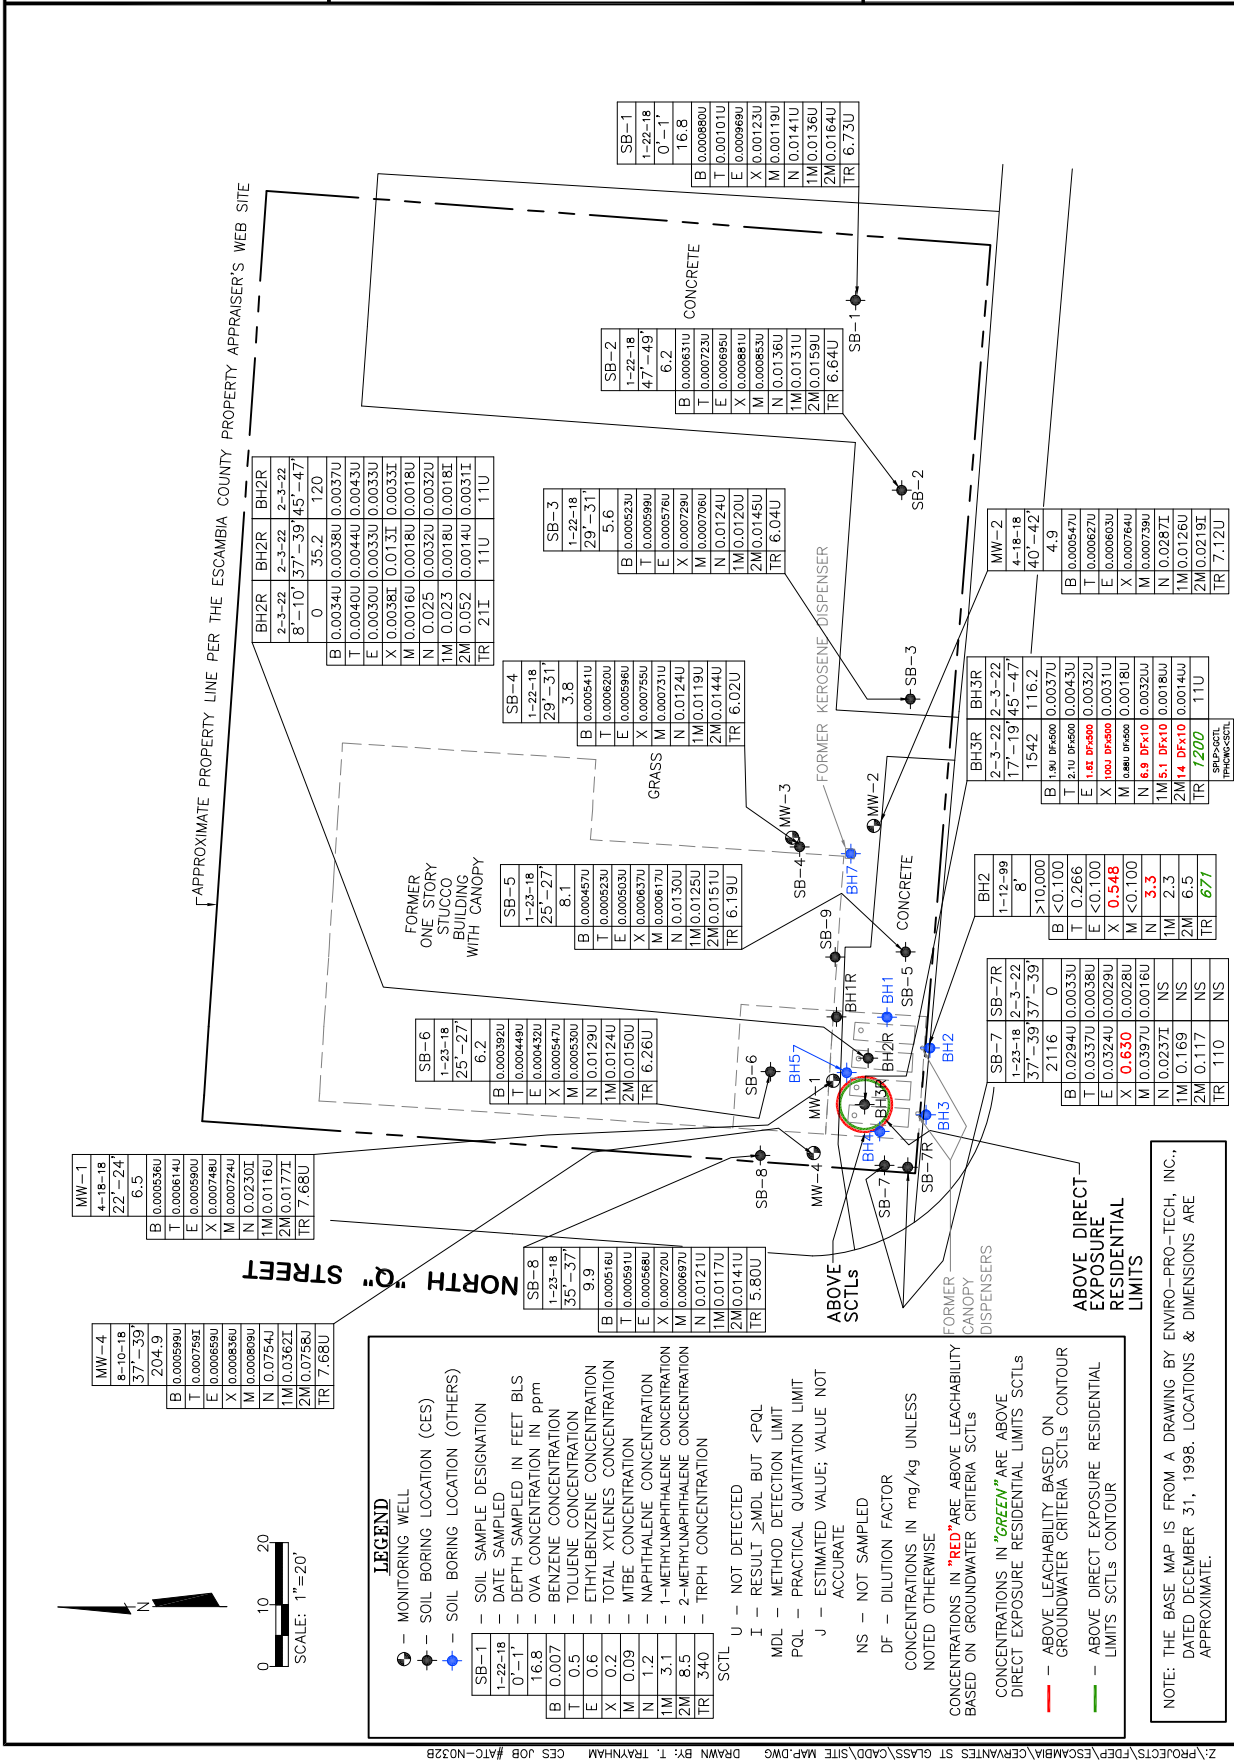 APPROXIMATE PROPERTY LINE PER THE ESCAMBIA COUNTY PROPERTY APPRAISER'S WEB SITE
MW-4
8-10-18
37'-39'
204.9
B 0.000599U
T 0.000759I
E 0.000659U
X 0.000836U
M 0.000809U
N 0.0754J
1M 0.0362I
2M 0.0758J
TR 7.68U
MW-1
4-18-18
22'-24'
6.5
B 0.000536U
T 0.000614U
E 0.000590U
X 0.000748U
M 0.000724U
N 0.0230I
1M 0.0116U
2M 0.0177I
TR 7.68U
BH2R BH2R BH2R
2-3-22 2-3-22 2-3-22
8'-10' 37'-39' 45'-47'
0 35.2 120
B 0.0034U 0.0038U 0.0037U
T 0.0040U 0.0044U 0.0043U
E 0.0030U 0.0033U 0.0033U
X 0.0038I 0.013I 0.0033I
M 0.0016U 0.0018U 0.0018U
N 0.025 0.0032U 0.0032U
1M 0.023 0.0018U 0.0018I
2M 0.052 0.0014U 0.0031I
TR 21I 11U 11U
SB-1
1-22-18
0'-1'
16.8
B 0.000880U
T 0.00101U
E 0.000969U
X 0.00123U
M 0.00119U
N 0.0141U
1M 0.0136U
2M 0.0164U
TR 6.73U
SB-2
1-22-18
47'-49'
6.2
B 0.000631U
T 0.000723U
E 0.000695U
X 0.000881U
M 0.000853U
N 0.0136U
1M 0.0131U
2M 0.0159U
TR 6.64U
SB-3
1-22-18
29'-31'
5.6
B 0.000523U
T 0.000599U
E 0.000576U
X 0.000729U
M 0.000706U
N 0.0124U
1M 0.0120U
2M 0.0145U
TR 6.04U
SB-4
1-22-18
29'-31'
3.8
B 0.000541U
T 0.000620U
E 0.000596U
X 0.000755U
M 0.000731U
N 0.0124U
1M 0.0119U
2M 0.0144U
TR 6.02U
SB-5
1-23-18
25'-27'
8.1
B 0.000457U
T 0.000523U
E 0.000503U
X 0.000637U
M 0.000617U
N 0.0130U
1M 0.0125U
2M 0.0151U
TR 6.19U
SB-6
1-23-18
25'-27'
6.2
B 0.000392U
T 0.000449U
E 0.000432U
X 0.000547U
M 0.000530U
N 0.0129U
1M 0.0124U
2M 0.0150U
TR 6.26U
SB-8
1-23-18
35'-37'
9.9
B 0.000516U
T 0.000591U
E 0.000568U
X 0.000720U
M 0.000697U
N 0.0121U
1M 0.0117U
2M 0.0141U
TR 5.80U
NORTH "Q" STREET
FORMER
ONE STORY
STUCCO
BUILDING
WITH CANOPY
GRASS
CONCRETE
CONCRETE
FORMER KEROSENE DISPENSER
SB-8
MW-4
SB-7
SB-7R
SB-6
BH57
MW-1
BH4
BH3R
BH2R
BH1R
BH1
BH2
BH3
SB-9
SB-5
SB-4
MW-3
BH7
MW-2
SB-3
SB-2
SB-1
ABOVE
SCTLs
FORMER
CANOPY
DISPENSERS
ABOVE DIRECT
EXPOSURE
RESIDENTIAL
LIMITS
SB-7 SB-7R
1-23-18 2-3-22
37'-39' 37'-39'
2116 0
B 0.0294U 0.0033U
T 0.0337U 0.0038U
E 0.0324U 0.0029U
X 0.630 0.0028U
M 0.0397U 0.0016U
N 0.0237I NS
1M 0.169 NS
2M 0.117 NS
TR 110 NS
BH2
1-12-99
8'
>10,000
B <0.100
T 0.266
E <0.100
X 0.548
M <0.100
N 3.3
1M 2.3
2M 6.5
TR 671
BH3R BH3R
2-3-22 2-3-22
17'-19' 45'-47'
1542 116.2
B 1.9U DFx500 0.0037U
T 2.1U DFx500 0.0043U
E 1.6I DFx500 0.0032U
X 100J DFx500 0.0031U
M 0.88U DFx500 0.0018U
N 6.9 DFx10 0.0032UJ
1M 5.1 DFx10 0.0018UJ
2M 14 DFx10 0.0014UJ
TR 1200 11U
SPLP>GCTL
TPHCWG<SCTL
MW-2
4-18-18
40'-42'
4.9
B 0.000547U
T 0.000627U
E 0.000603U
X 0.000764U
M 0.000739U
N 0.0287I
1M 0.0126U
2M 0.0219I
TR 7.12U
N
0 10 20
SCALE: 1"=20'
LEGEND
- MONITORING WELL
- SOIL BORING LOCATION (CES)
- SOIL BORING LOCATION (OTHERS)
SB-1 - SOIL SAMPLE DESIGNATION
1-22-18 - DATE SAMPLED
0'-1' - DEPTH SAMPLED IN FEET BLS
16.8 - OVA CONCENTRATION IN ppm
B 0.007 - BENZENE CONCENTRATION
T 0.5 - TOLUENE CONCENTRATION
E 0.6 - ETHYLBENZENE CONCENTRATION
X 0.2 - TOTAL XYLENES CONCENTRATION
M 0.09 - MTBE CONCENTRATION
N 1.2 - NAPHTHALENE CONCENTRATION
1M 3.1 - 1-METHYLNAPHTHALENE CONCENTRATION
2M 8.5 - 2-METHYLNAPHTHALENE CONCENTRATION
TR 340 - TRPH CONCENTRATION
SCTL
U - NOT DETECTED
I - RESULT ≥MDL BUT <PQL
MDL - METHOD DETECTION LIMIT
PQL - PRACTICAL QUATITATION LIMIT
J - ESTIMATED VALUE; VALUE NOT
ACCURATE
NS - NOT SAMPLED
DF - DILUTION FACTOR
CONCENTRATIONS IN mg/kg UNLESS
NOTED OTHERWISE
CONCENTRATIONS IN "RED" ARE ABOVE LEACHABILITY
BASED ON GROUNDWATER CRITERIA SCTLs
CONCENTRATIONS IN "GREEN" ARE ABOVE
DIRECT EXPOSURE RESIDENTIAL LIMITS SCTLs
- ABOVE LEACHABILITY BASED ON
GROUNDWATER CRITERIA SCTLs CONTOUR
- ABOVE DIRECT EXPOSURE RESIDENTIAL
LIMITS SCTLs CONTOUR
NOTE: THE BASE MAP IS FROM A DRAWING BY ENVIRO-PRO-TECH, INC.,
DATED DECEMBER 31, 1998. LOCATIONS & DIMENSIONS ARE
APPROXIMATE.
Z:\PROJECTS\FDEP\ESCAMBIA\CERVANTES ST GLASS\CADD\SITE MAP.DWG DRAWN BY: T. TRAYNHAM CES JOB #ATC-N032B